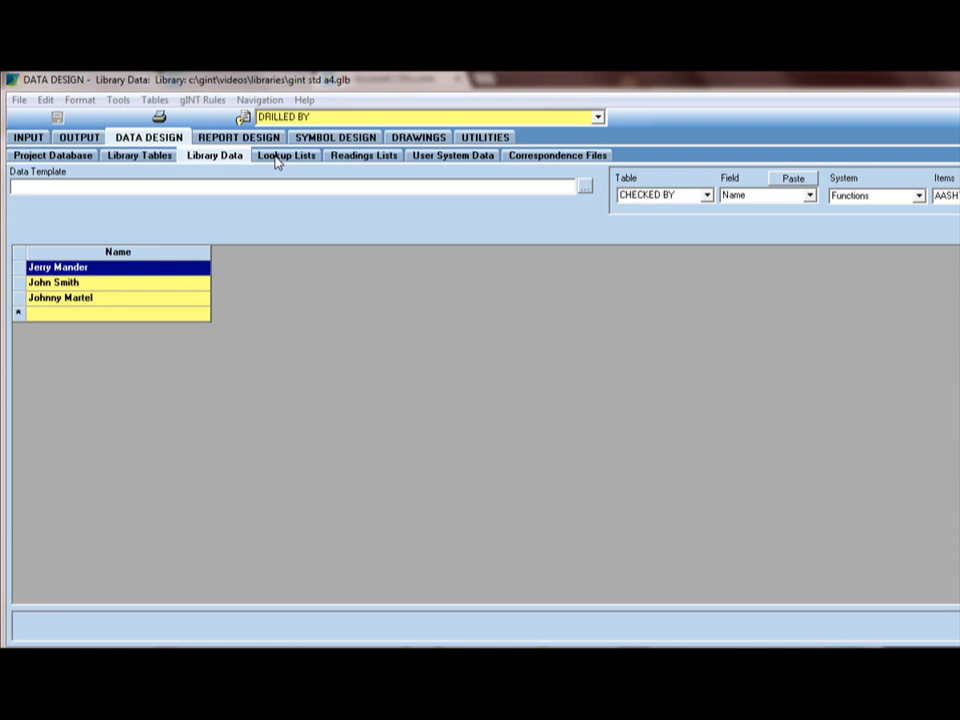 DATA DESIGN - Library Data: Library: c:\gint\videos\libraries\gint std a4.glb
File Edit Format Tools Tables gINT Rules Navigation Help
DRILLED BY
INPUT OUTPUT DATA DESIGN REPORT DESIGN SYMBOL DESIGN DRAWINGS UTILITIES
Project Database Library Tables Library Data Lookup Lists Readings Lists User System Data Correspondence Files
Data Template
...
Table Field Paste System Items
CHECKED BY Name Functions AASHT
Name
Jerry Mander
John Smith
Johnny Martel
*